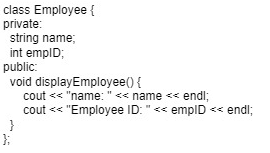 class Employee {
private:
  string name;
  int empID;
public:
  void displayEmployee() {
      cout << "name: " << name << endl;
      cout << "Employee ID: " << empID << endl;
  }
};